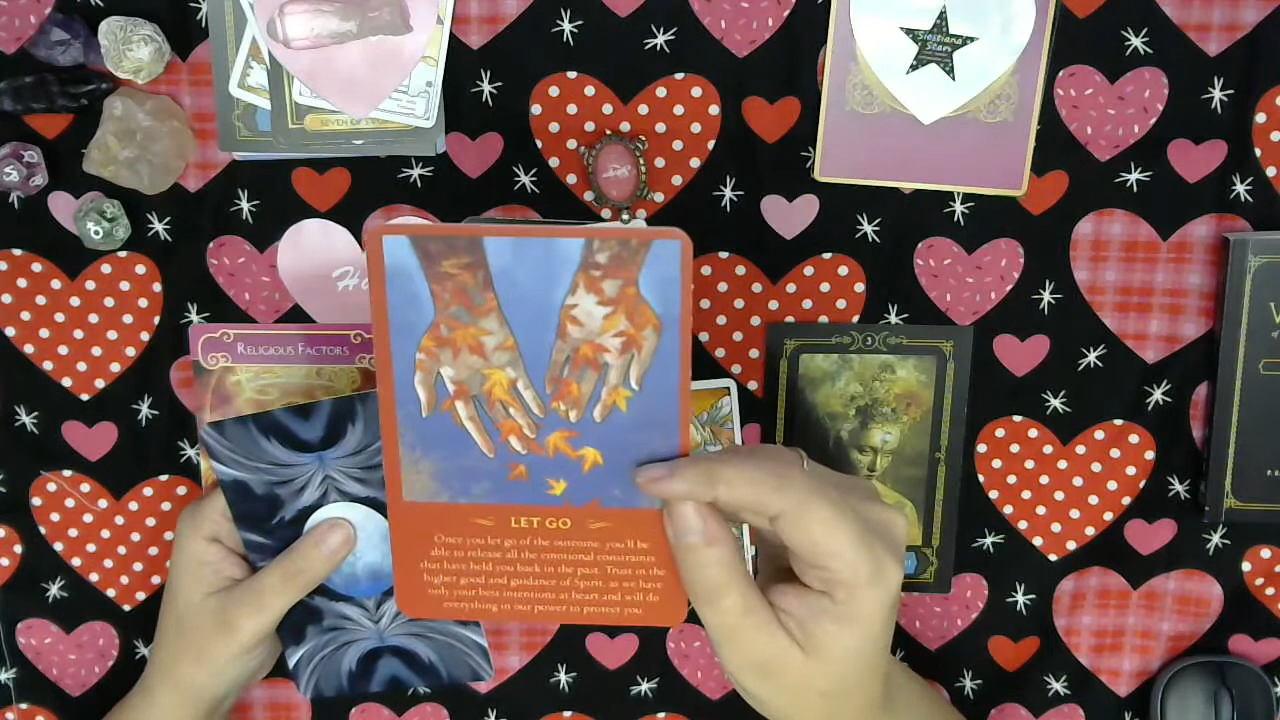 Siestiana
Stars
SEVEN OF
RELIGIOUS FACTORS
3
LET GO
Once you let go of the outcome, you'll be
able to release all the emotional constraints
that have held you back in the past. Trust in the
higher good and guidance of Spirit, as we have
only your best intentions at heart and will do
everything in our power to protect you.